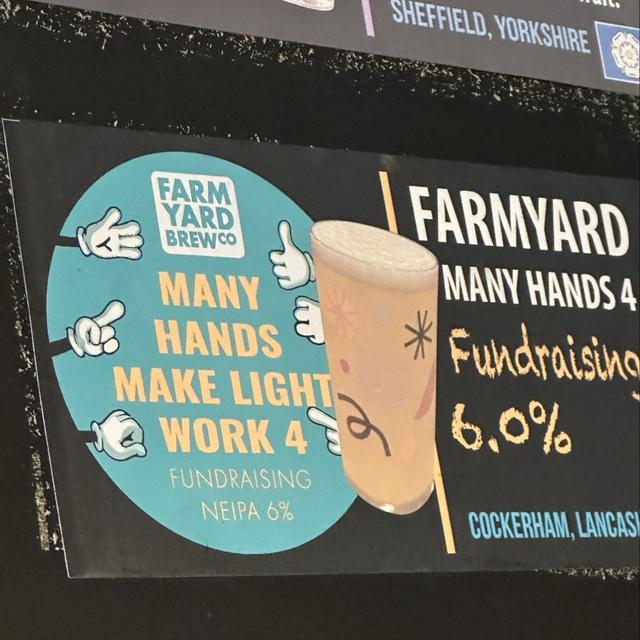 SHEFFIELD, YORKSHIRE
FARM
YARD
BREW CO
MANY
HANDS
MAKE LIGHT
WORK 4
FUNDRAISING
NEIPA 6%
FARMYARD
MANY HANDS 4
Fundraising
6.0%
COCKERHAM, LANCAS